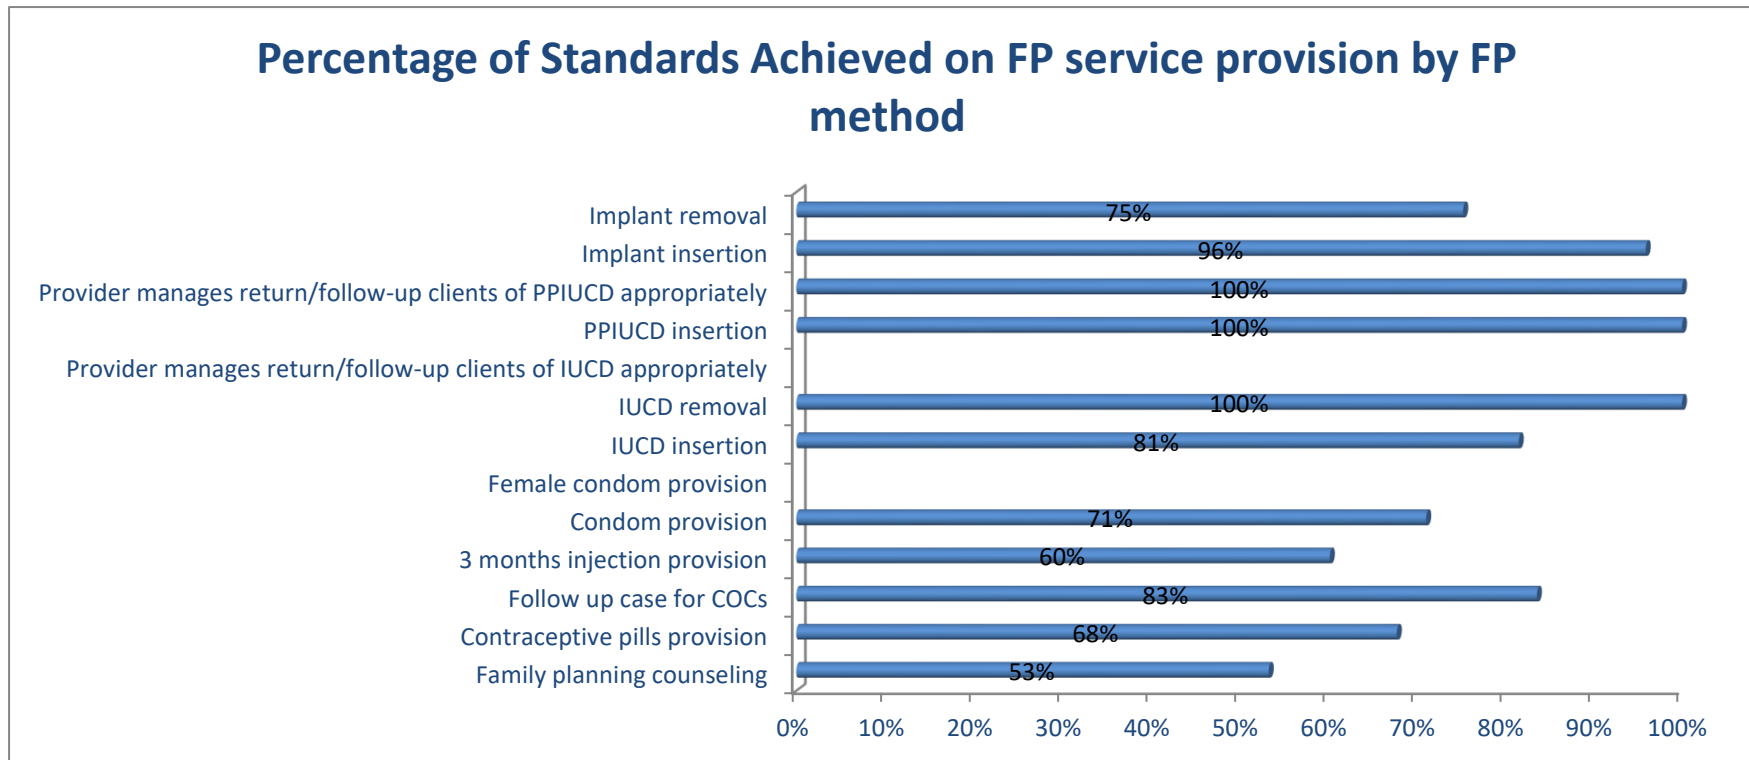 Percentage of Standards Achieved on FP service provision by FP
method
Implant removal
75%
Implant insertion
96%
Provider manages return/follow-up clients of PPIUCD appropriately
100%
PPIUCD insertion
100%
Provider manages return/follow-up clients of IUCD appropriately
IUCD removal
100%
IUCD insertion
81%
Female condom provision
Condom provision
71%
3 months injection provision
60%
Follow up case for COCs
83%
Contraceptive pills provision
68%
Family planning counseling
53%
0% 10% 20% 30% 40% 50% 60% 70% 80% 90% 100%